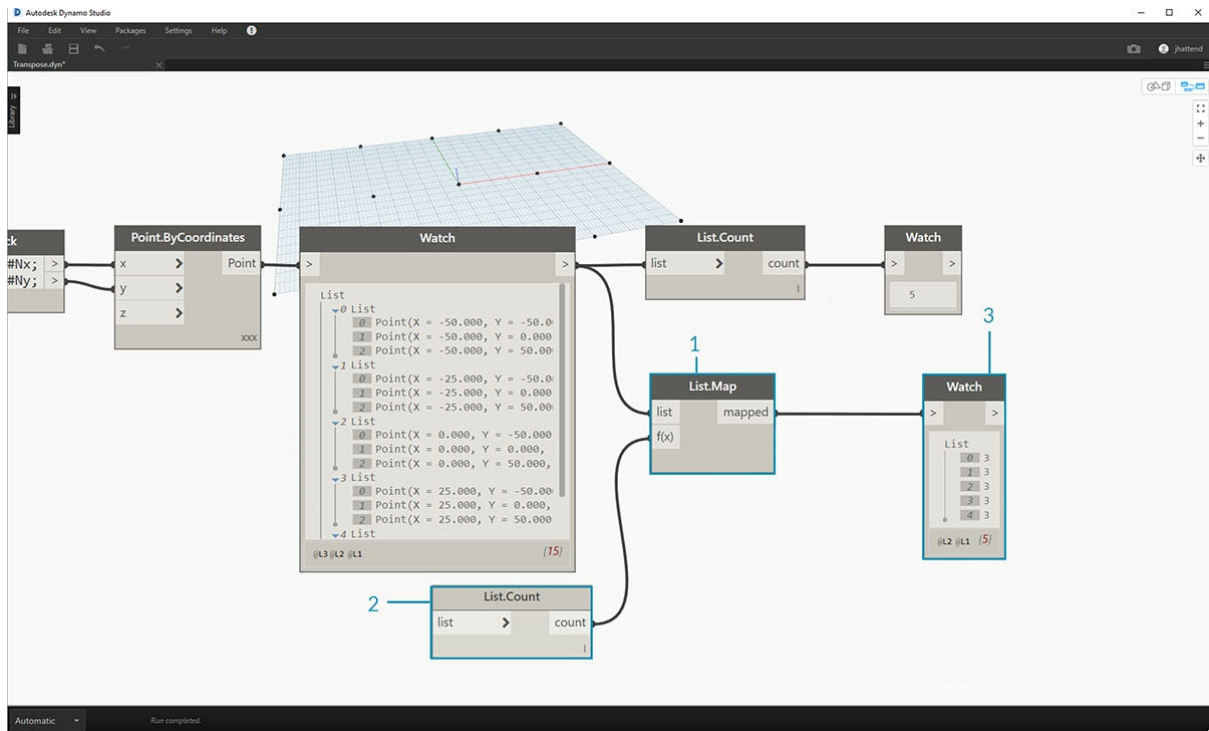 Autodesk Dynamo Studio
File Edit View Packages Settings Help
jhattend
Transpose.dyn*
Library
ck
#Nx; >
#Ny; >
Point.ByCoordinates
x > Point
y >
z >
xxx
Watch
> >
List
0 List
0 Point(X = -50.000, Y = -50.0
1 Point(X = -50.000, Y = 0.000
2 Point(X = -50.000, Y = 50.00
1 List
0 Point(X = -25.000, Y = -50.0
1 Point(X = -25.000, Y = 0.000
2 Point(X = -25.000, Y = 50.00
2 List
0 Point(X = 0.000, Y = -50.000
1 Point(X = 0.000, Y = 0.000,
2 Point(X = 0.000, Y = 50.000,
3 List
0 Point(X = 25.000, Y = -50.00
1 Point(X = 25.000, Y = 0.000,
2 Point(X = 25.000, Y = 50.000
4 List
@L3 @L2 @L1 {15}
List.Count
list > count
l
Watch
> >
5
1
List.Map
list mapped
f(x)
3
Watch
> >
List
0 3
1 3
2 3
3 3
4 3
@L2 @L1 {5}
2
List.Count
list > count
l
Automatic
Run completed.